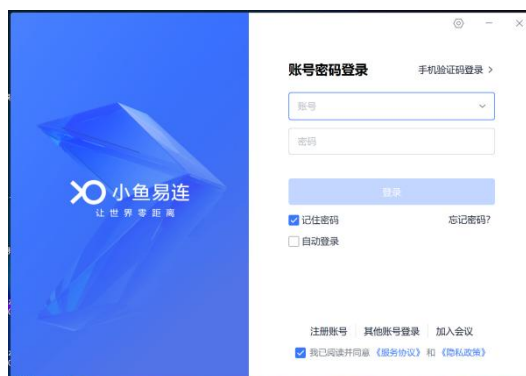 账号密码登录
手机验证码登录 >
账号
密码
小鱼易连
让世界零距离
登录
记住密码
忘记密码?
自动登录
注册账号
其他账号登录
加入会议
我已阅读并同意 《服务协议》 和 《隐私政策》